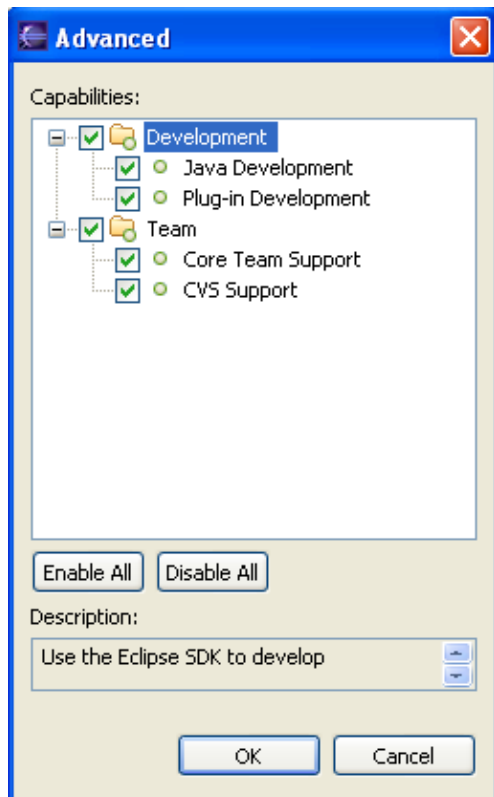 Advanced
Capabilities:
Development
Java Development
Plug-in Development
Team
Core Team Support
CVS Support
Enable All Disable All
Description:
Use the Eclipse SDK to develop
OK Cancel